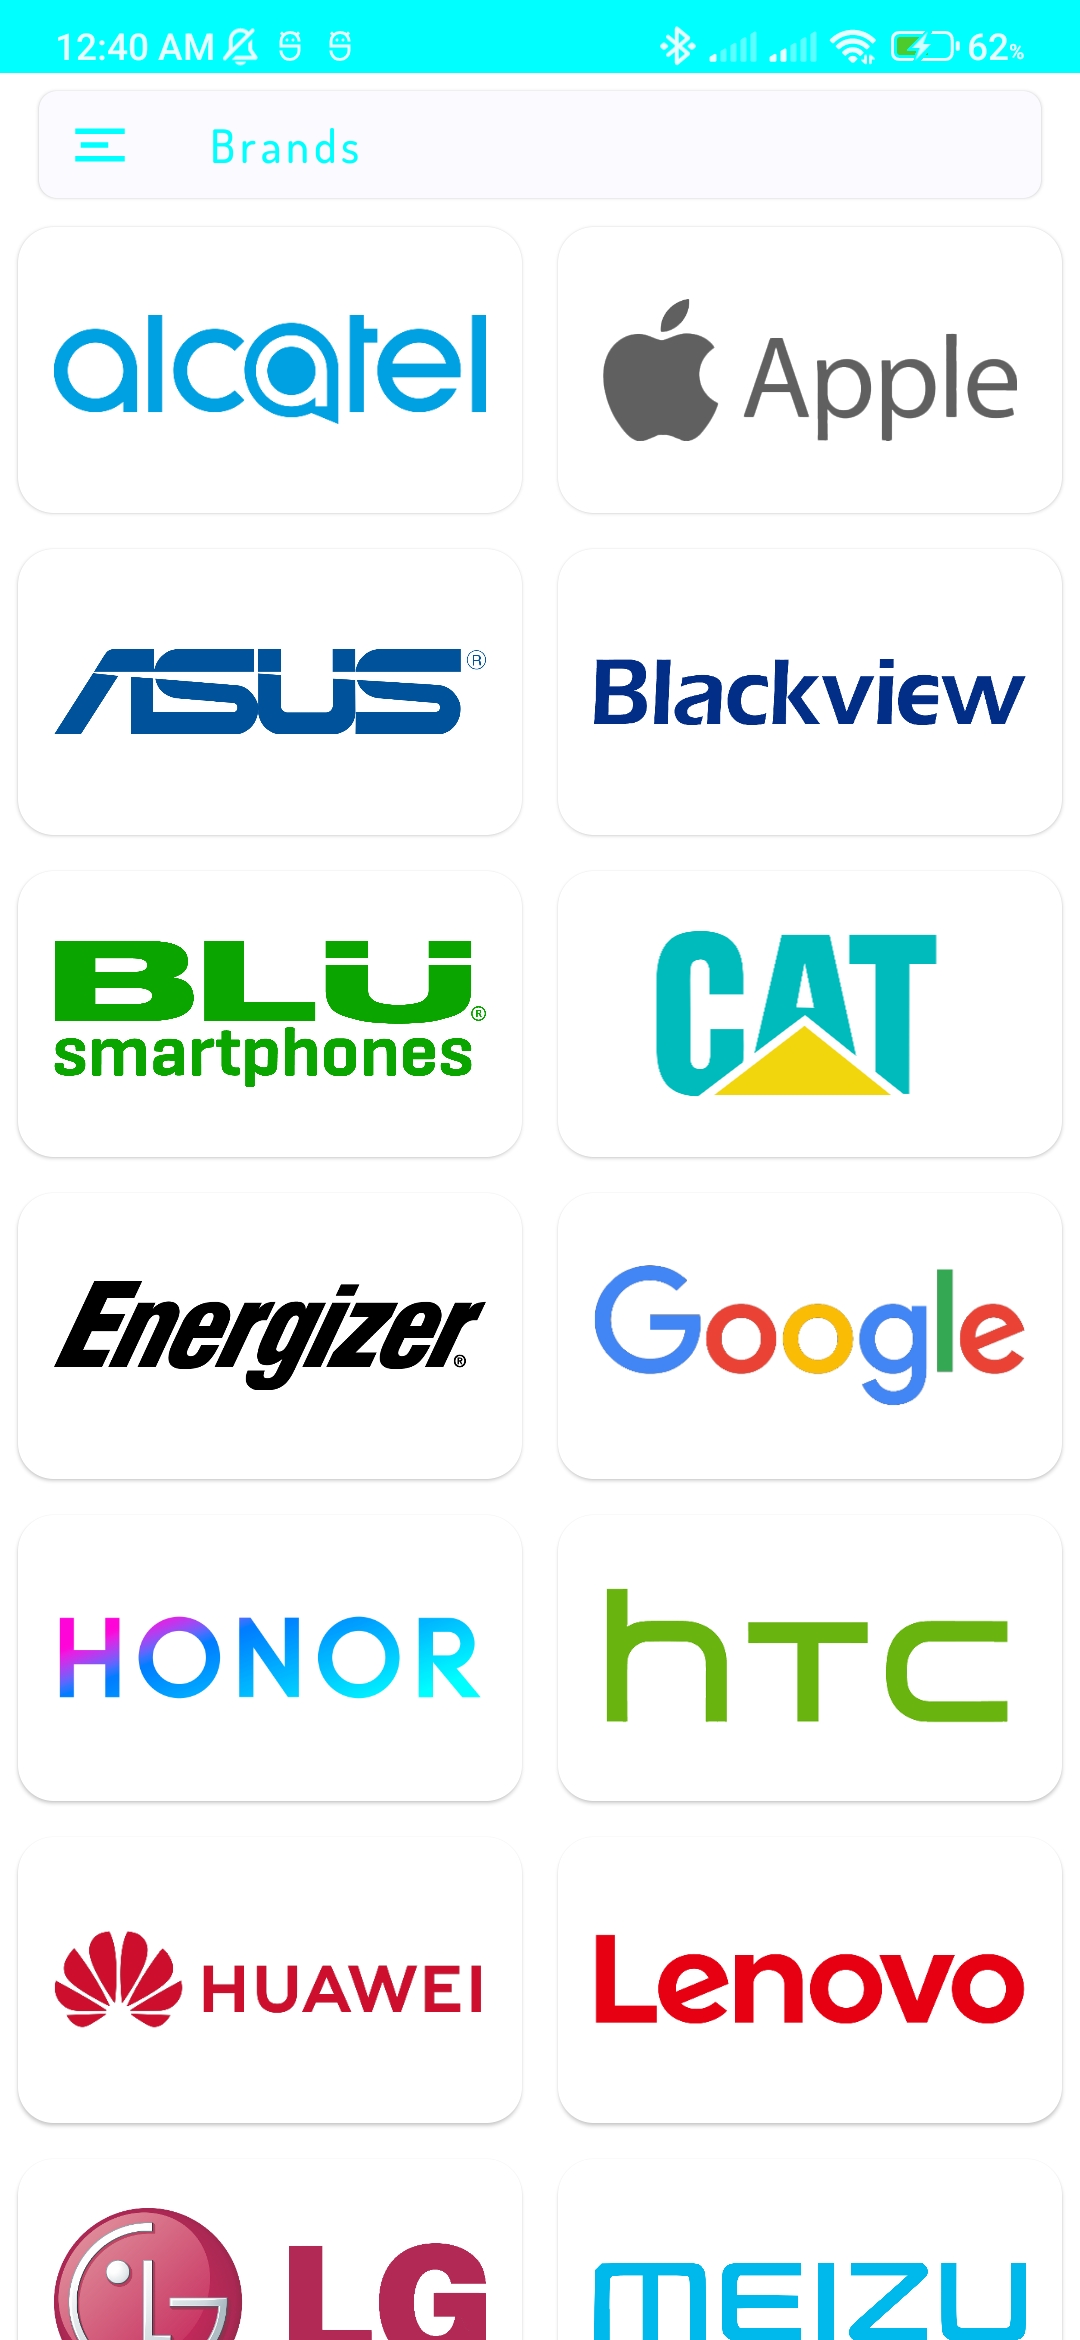 12:40 AM 62%
Brands
alcatel Apple
ASUS® Blackview
BLU® CAT
smartphones
Energizer® Google
HONOR hTC
HUAWEI Lenovo
LG LG MEIZU